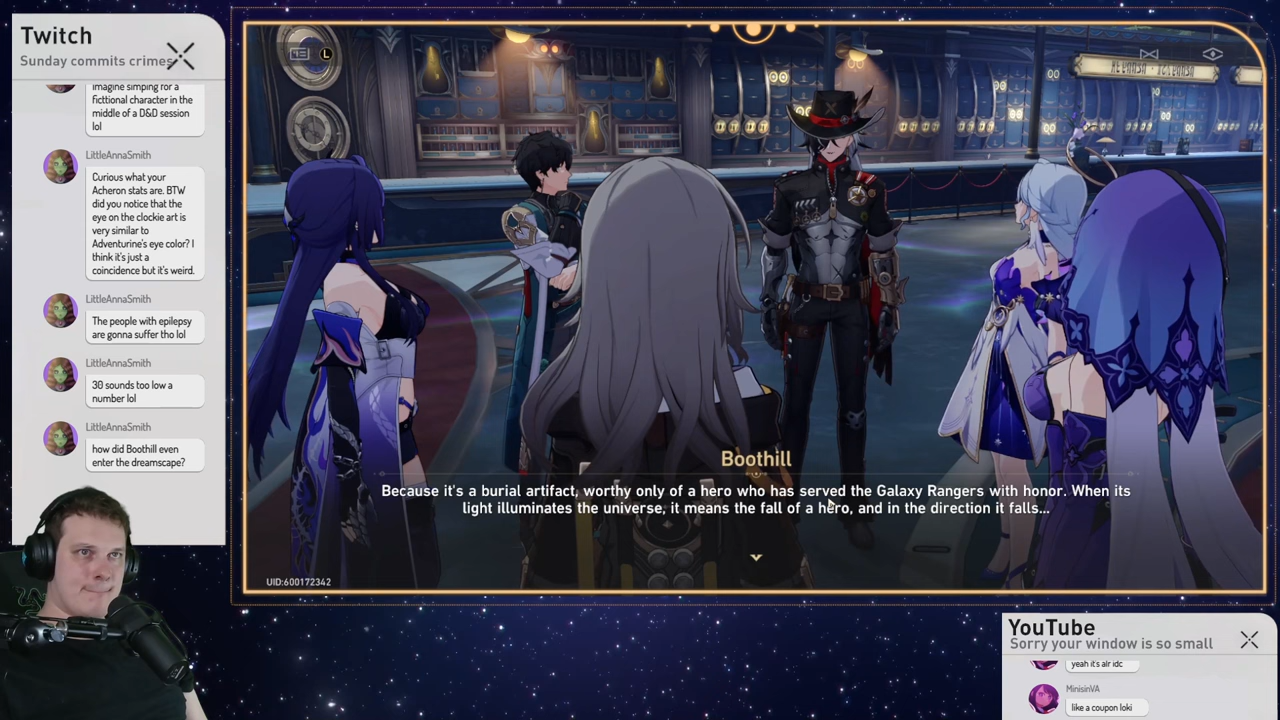 Twitch
Sunday commits crimes
imagine simping for a
fictitional character in the
middle of a D&D session
lol
LittleAnnaSmith
Curious what your
Acheron stats are. BTW
did you notice that the
eye on the clockie art is
very similar to
Adventurine's eye color? I
think it's just a
coincidence but it's weird.
LittleAnnaSmith
The people with epilepsy
are gonna suffer tho lol
LittleAnnaSmith
30 sounds too low a
number lol
LittleAnnaSmith
how did Boothill even
enter the dreamscape?
L
Boothill
Because it's a burial artifact, worthy only of a hero who has served the Galaxy Rangers with honor. When its
light illuminates the universe, it means the fall of a hero, and in the direction it falls...
UID:600172342
YouTube
Sorry your window is so small
yeah it's alr idc
MinisinVA
like a coupon loki